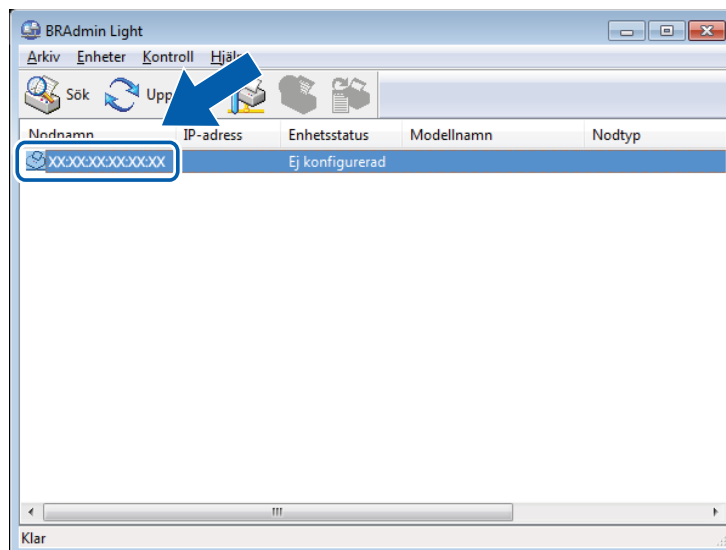 BRAdmin Light
Arkiv Enheter Kontroll
Sök
Nodnamn IP-adress Enhetsstatus Modellnamn Nodtyp
XX:XX:XX:XX:XX:XX Ej konfigurerad
Klar